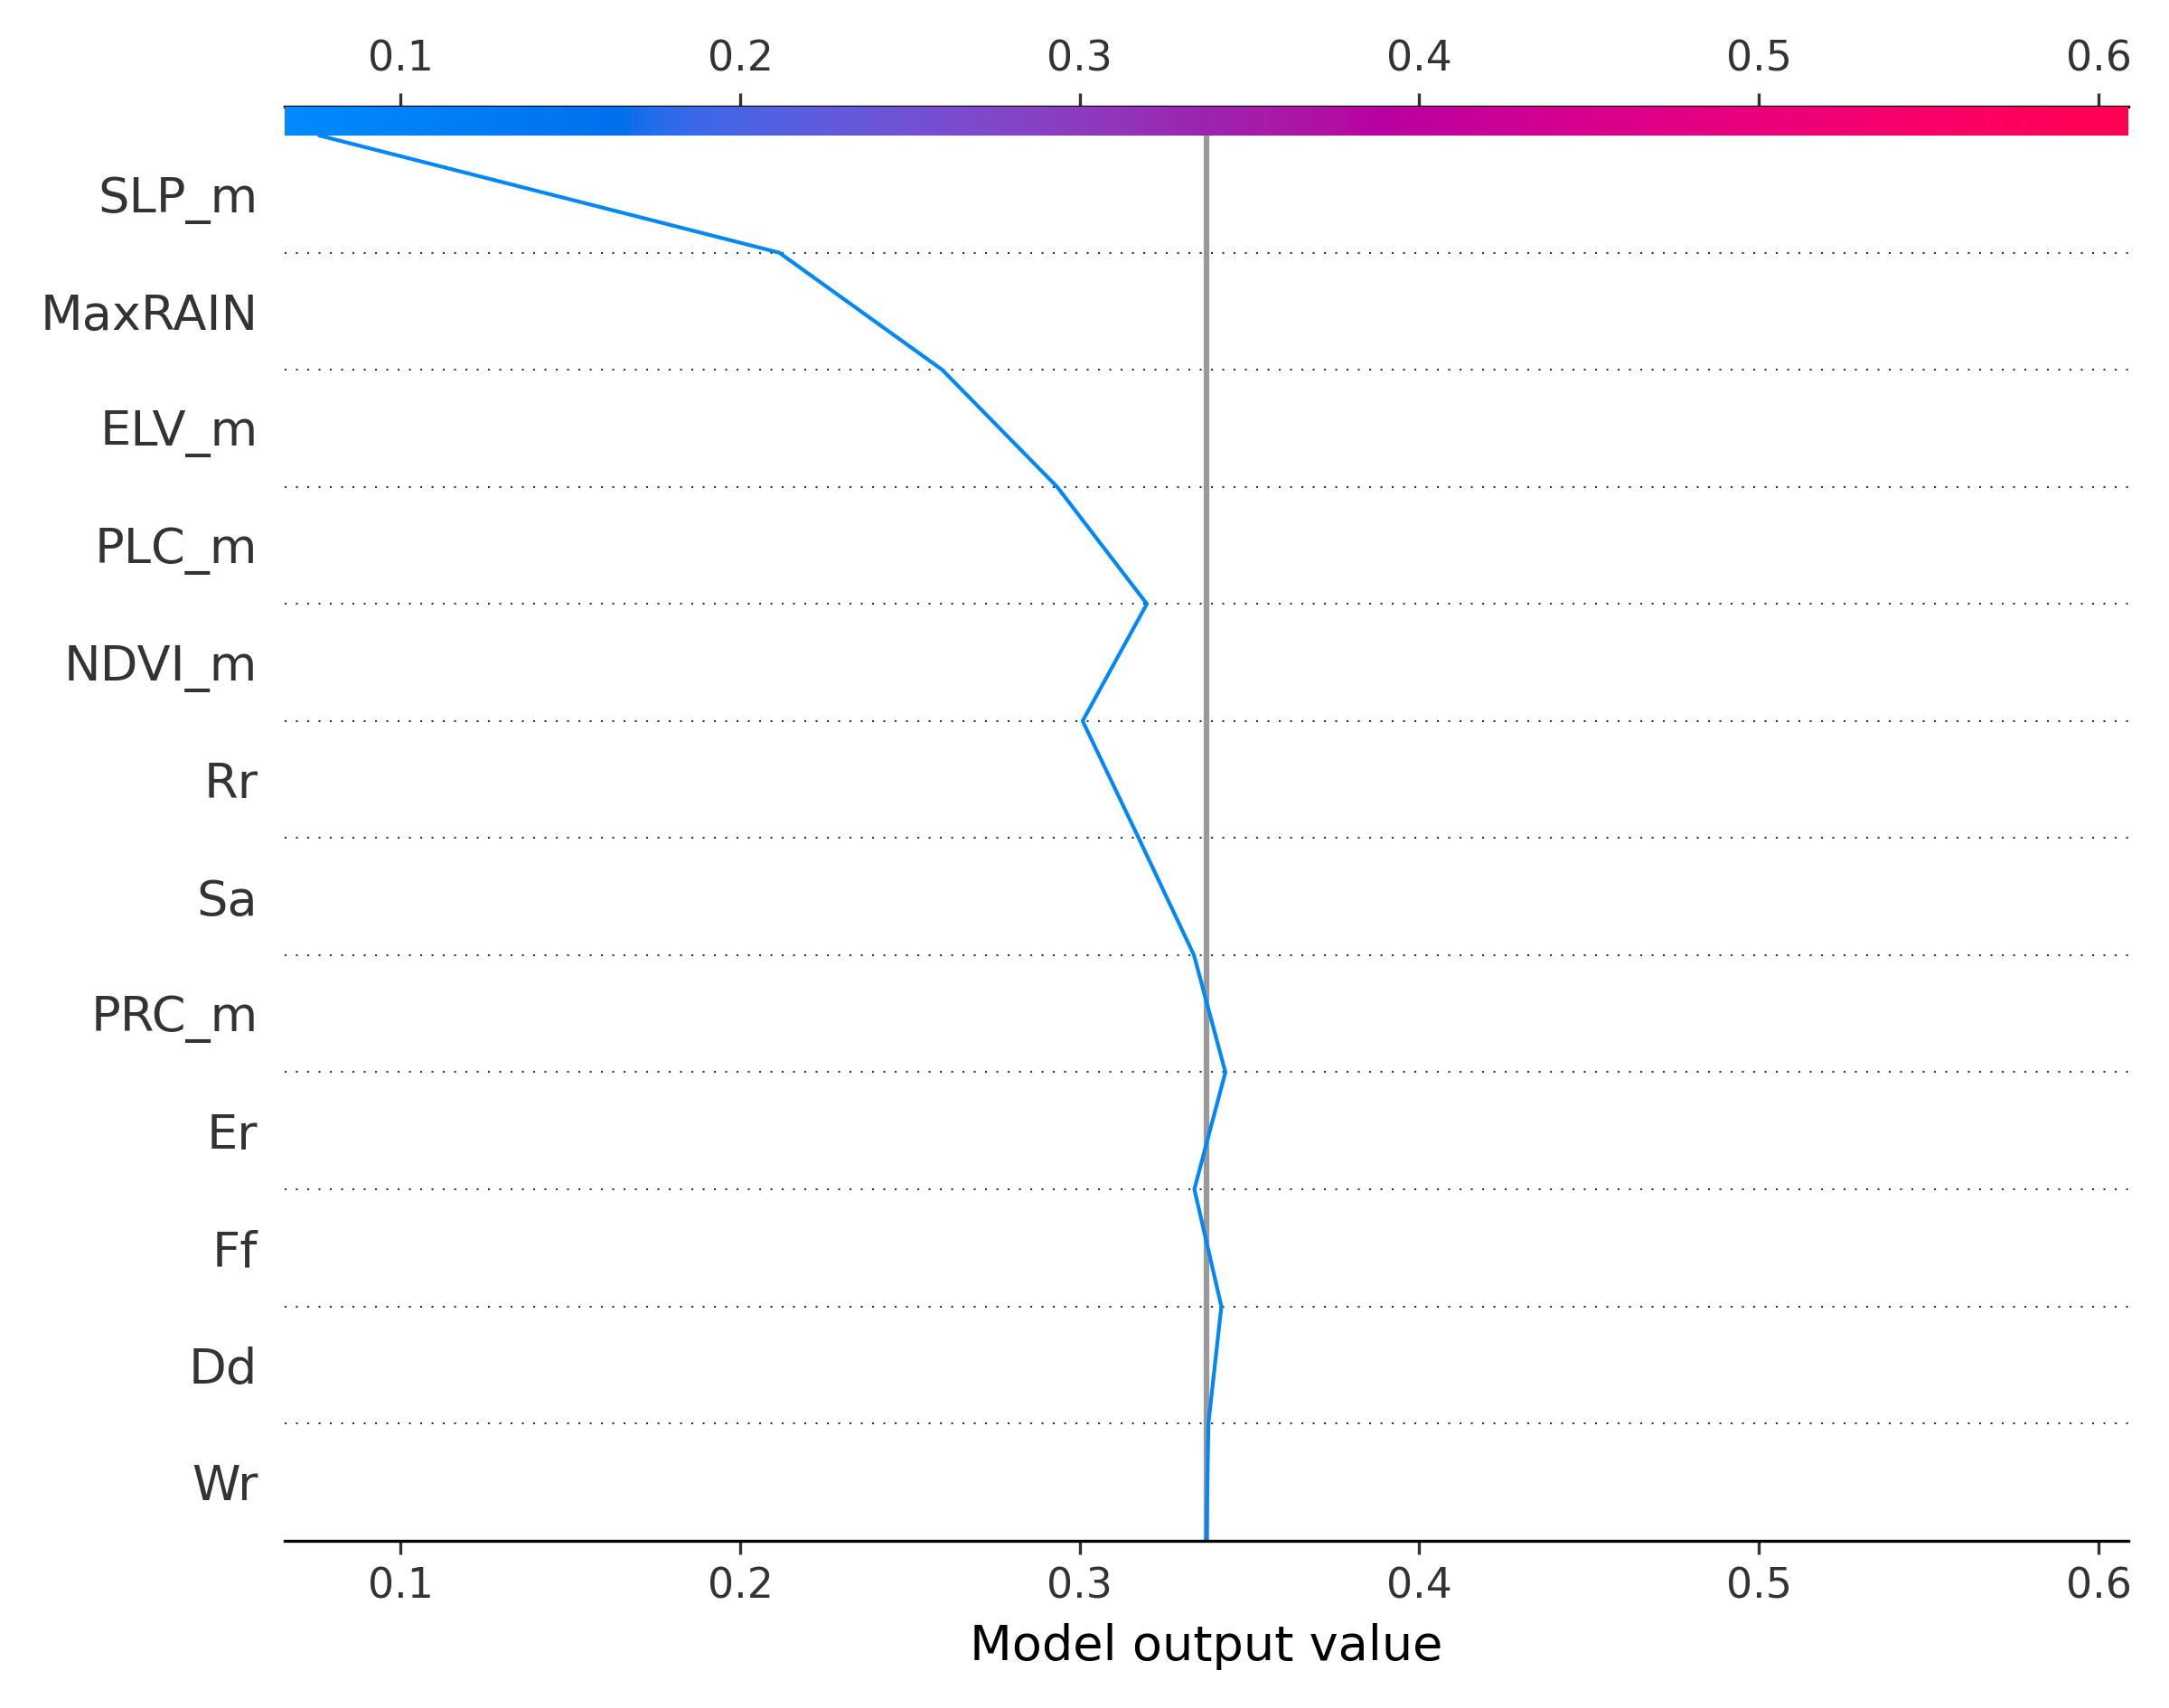 0.1 0.2 0.3 0.4 0.5 0.6
SLP_m
MaxRAIN
ELV_m
PLC_m
NDVI_m
Rr
Sa
PRC_m
Er
Ff
Dd
Wr
0.1 0.2 0.3 0.4 0.5 0.6
Model output value